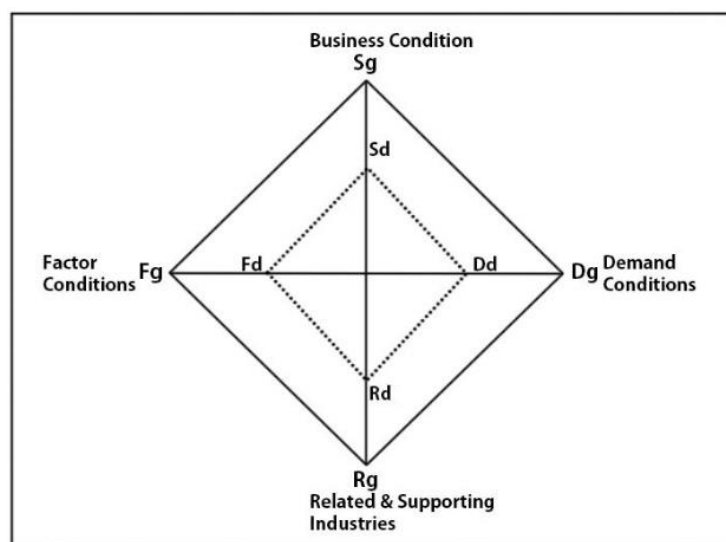 Business Condition
Sg
Sd
Factor
Conditions
Fg
Fd
Dd
Dg
Demand
Conditions
Rd
Rg
Related & Supporting
Industries